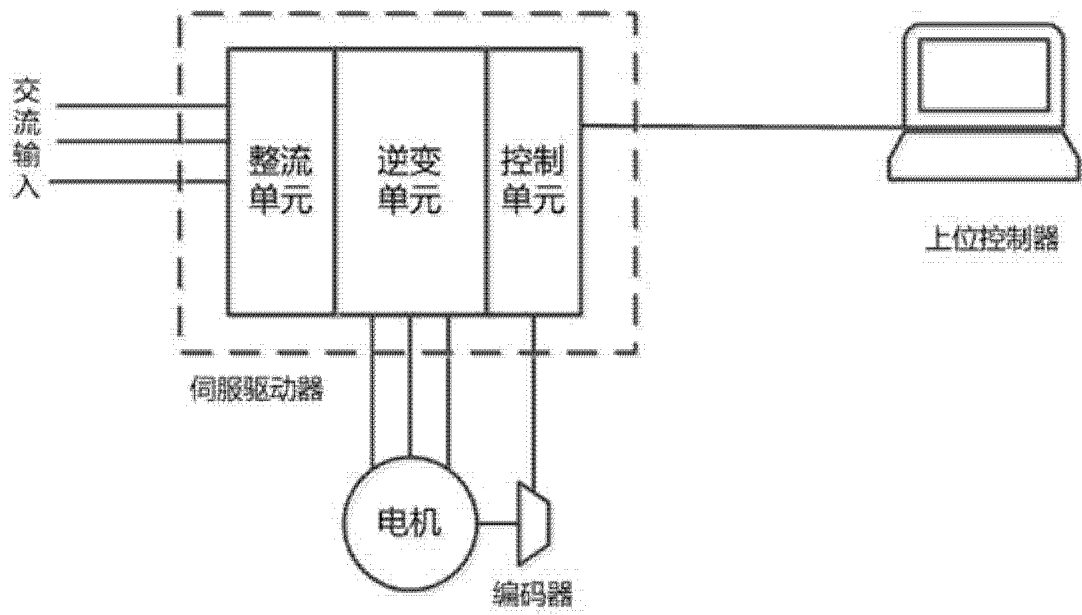 交流输入
整流
单元
逆变
单元
控制
单元
上位控制器
伺服驱动器
电机
编码器